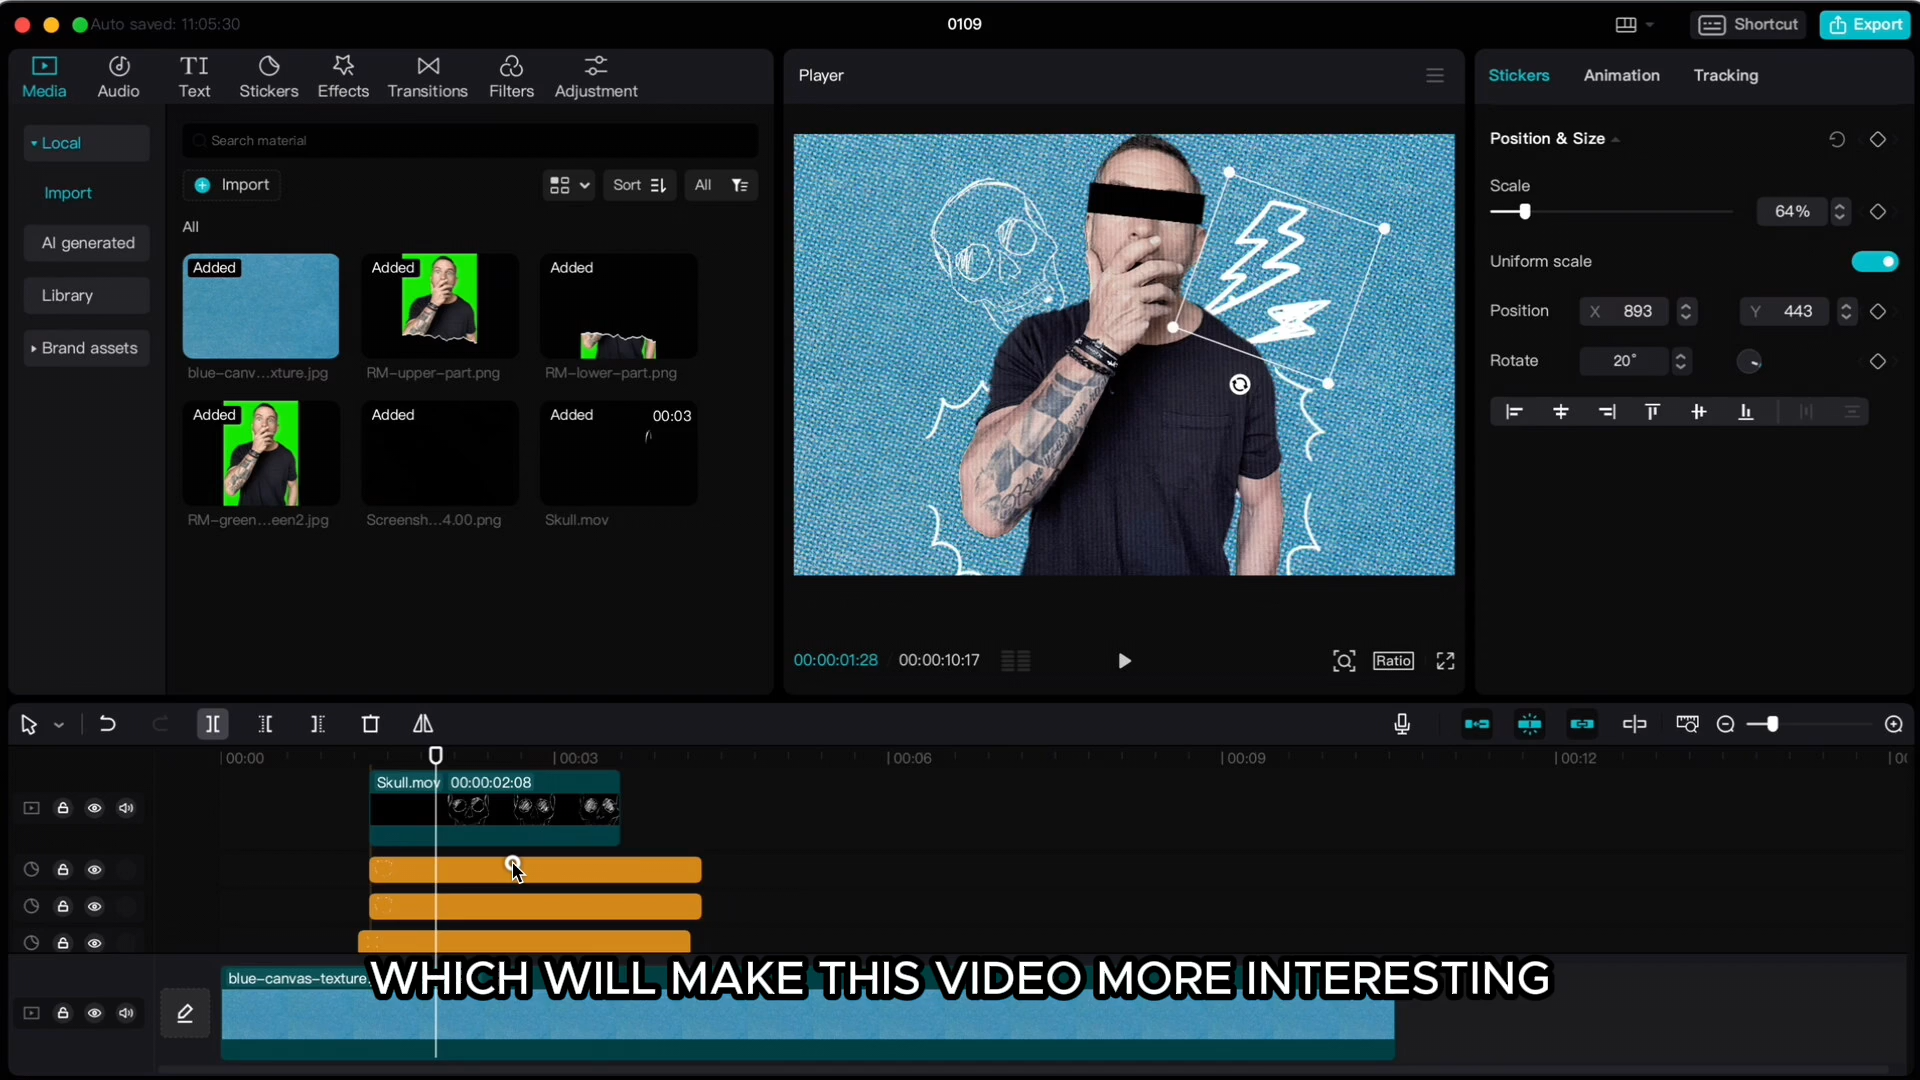 Auto saved: 11:05:30
0109
Shortcut
Export
Media
Audio
Text
Stickers
Effects
Transitions
Filters
Adjustment
Local
Import
AI generated
Library
Brand assets
Search material
Import
Sort
All
All
Added
blue-canv...xture.jpg
Added
RM-upper-part.png
Added
RM-lower-part.png
Added
RM-green...een2.jpg
Added
Screensh...4.00.png
Added
00:03
Skull.mov
Player
00:00:01:28
00:00:10:17
Ratio
Stickers
Animation
Tracking
Position & Size
Scale
64%
Uniform scale
Position
X 893
Y 443
Rotate
20°
00:00
00:03
00:06
00:09
00:12
Skull.mov 00:00:02:08
blue-canvas-texture
WHICH WILL MAKE THIS VIDEO MORE INTERESTING